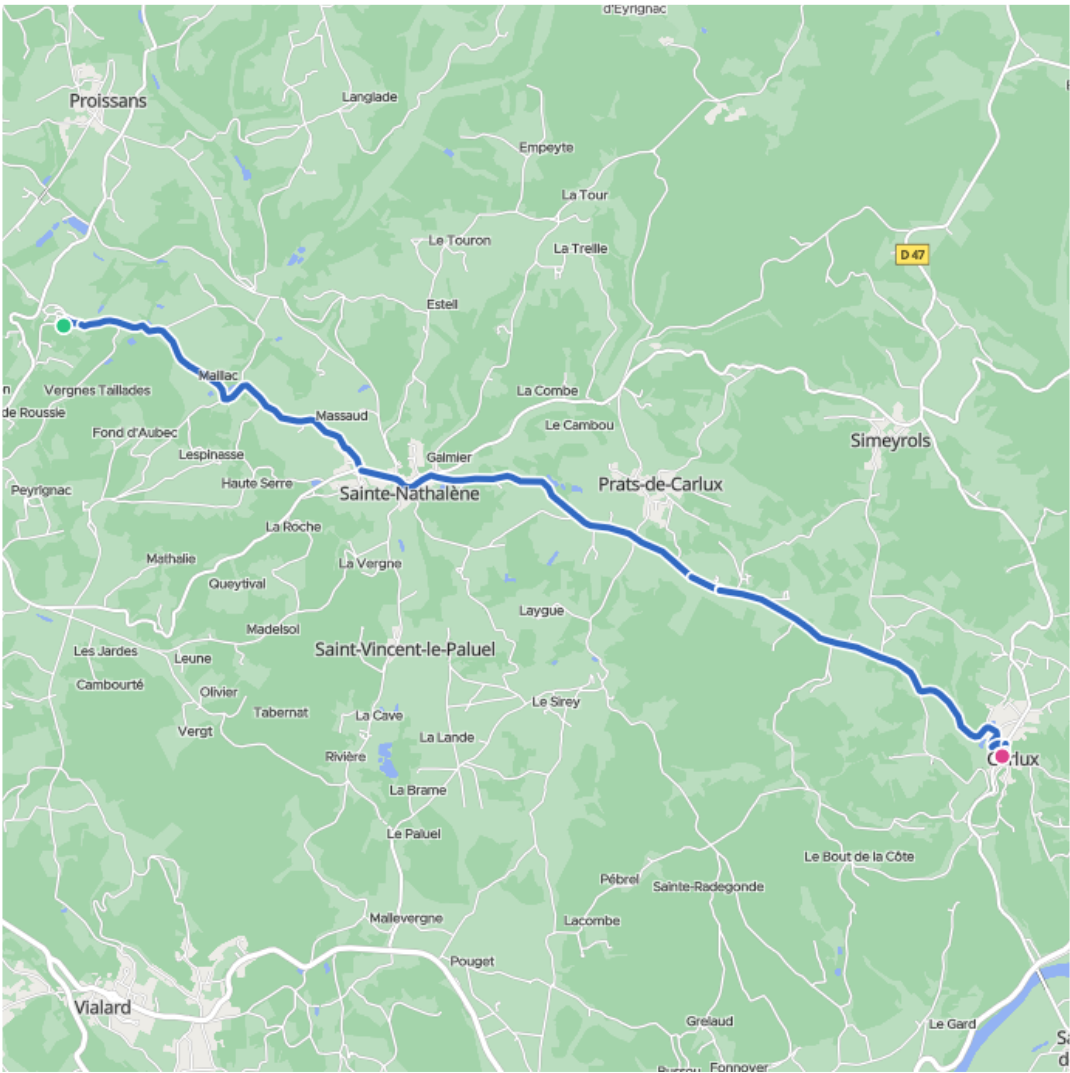 d'Eyrignac
Proissans
Langlade
Empeyte
La Tour
Le Touron
La Treille
D 47
Estell
Maillac
Vergnes Taillades
La Combe
de Roussie
Massaud
Le Cambou
Fond d'Aubec
Simeyrols
Lespinasse
Galmier
Haute Serre
Prats-de-Carlux
Peyrignac
Sainte-Nathalène
La Roche
Mathalie
La Vergne
Queytival
Laygue
Madelsol
Les Jardes
Saint-Vincent-le-Paluel
Leune
Cambourté
Olivier
Le Sirey
Tabernat
La Cave
Vergt
La Lande
Rivière
Carlux
La Brame
Le Paluel
Le Bout de la Côte
Pébrel
Sainte-Radegonde
Mallevergne
Lacombe
Pouget
Vialard
Grelaud
Le Gard